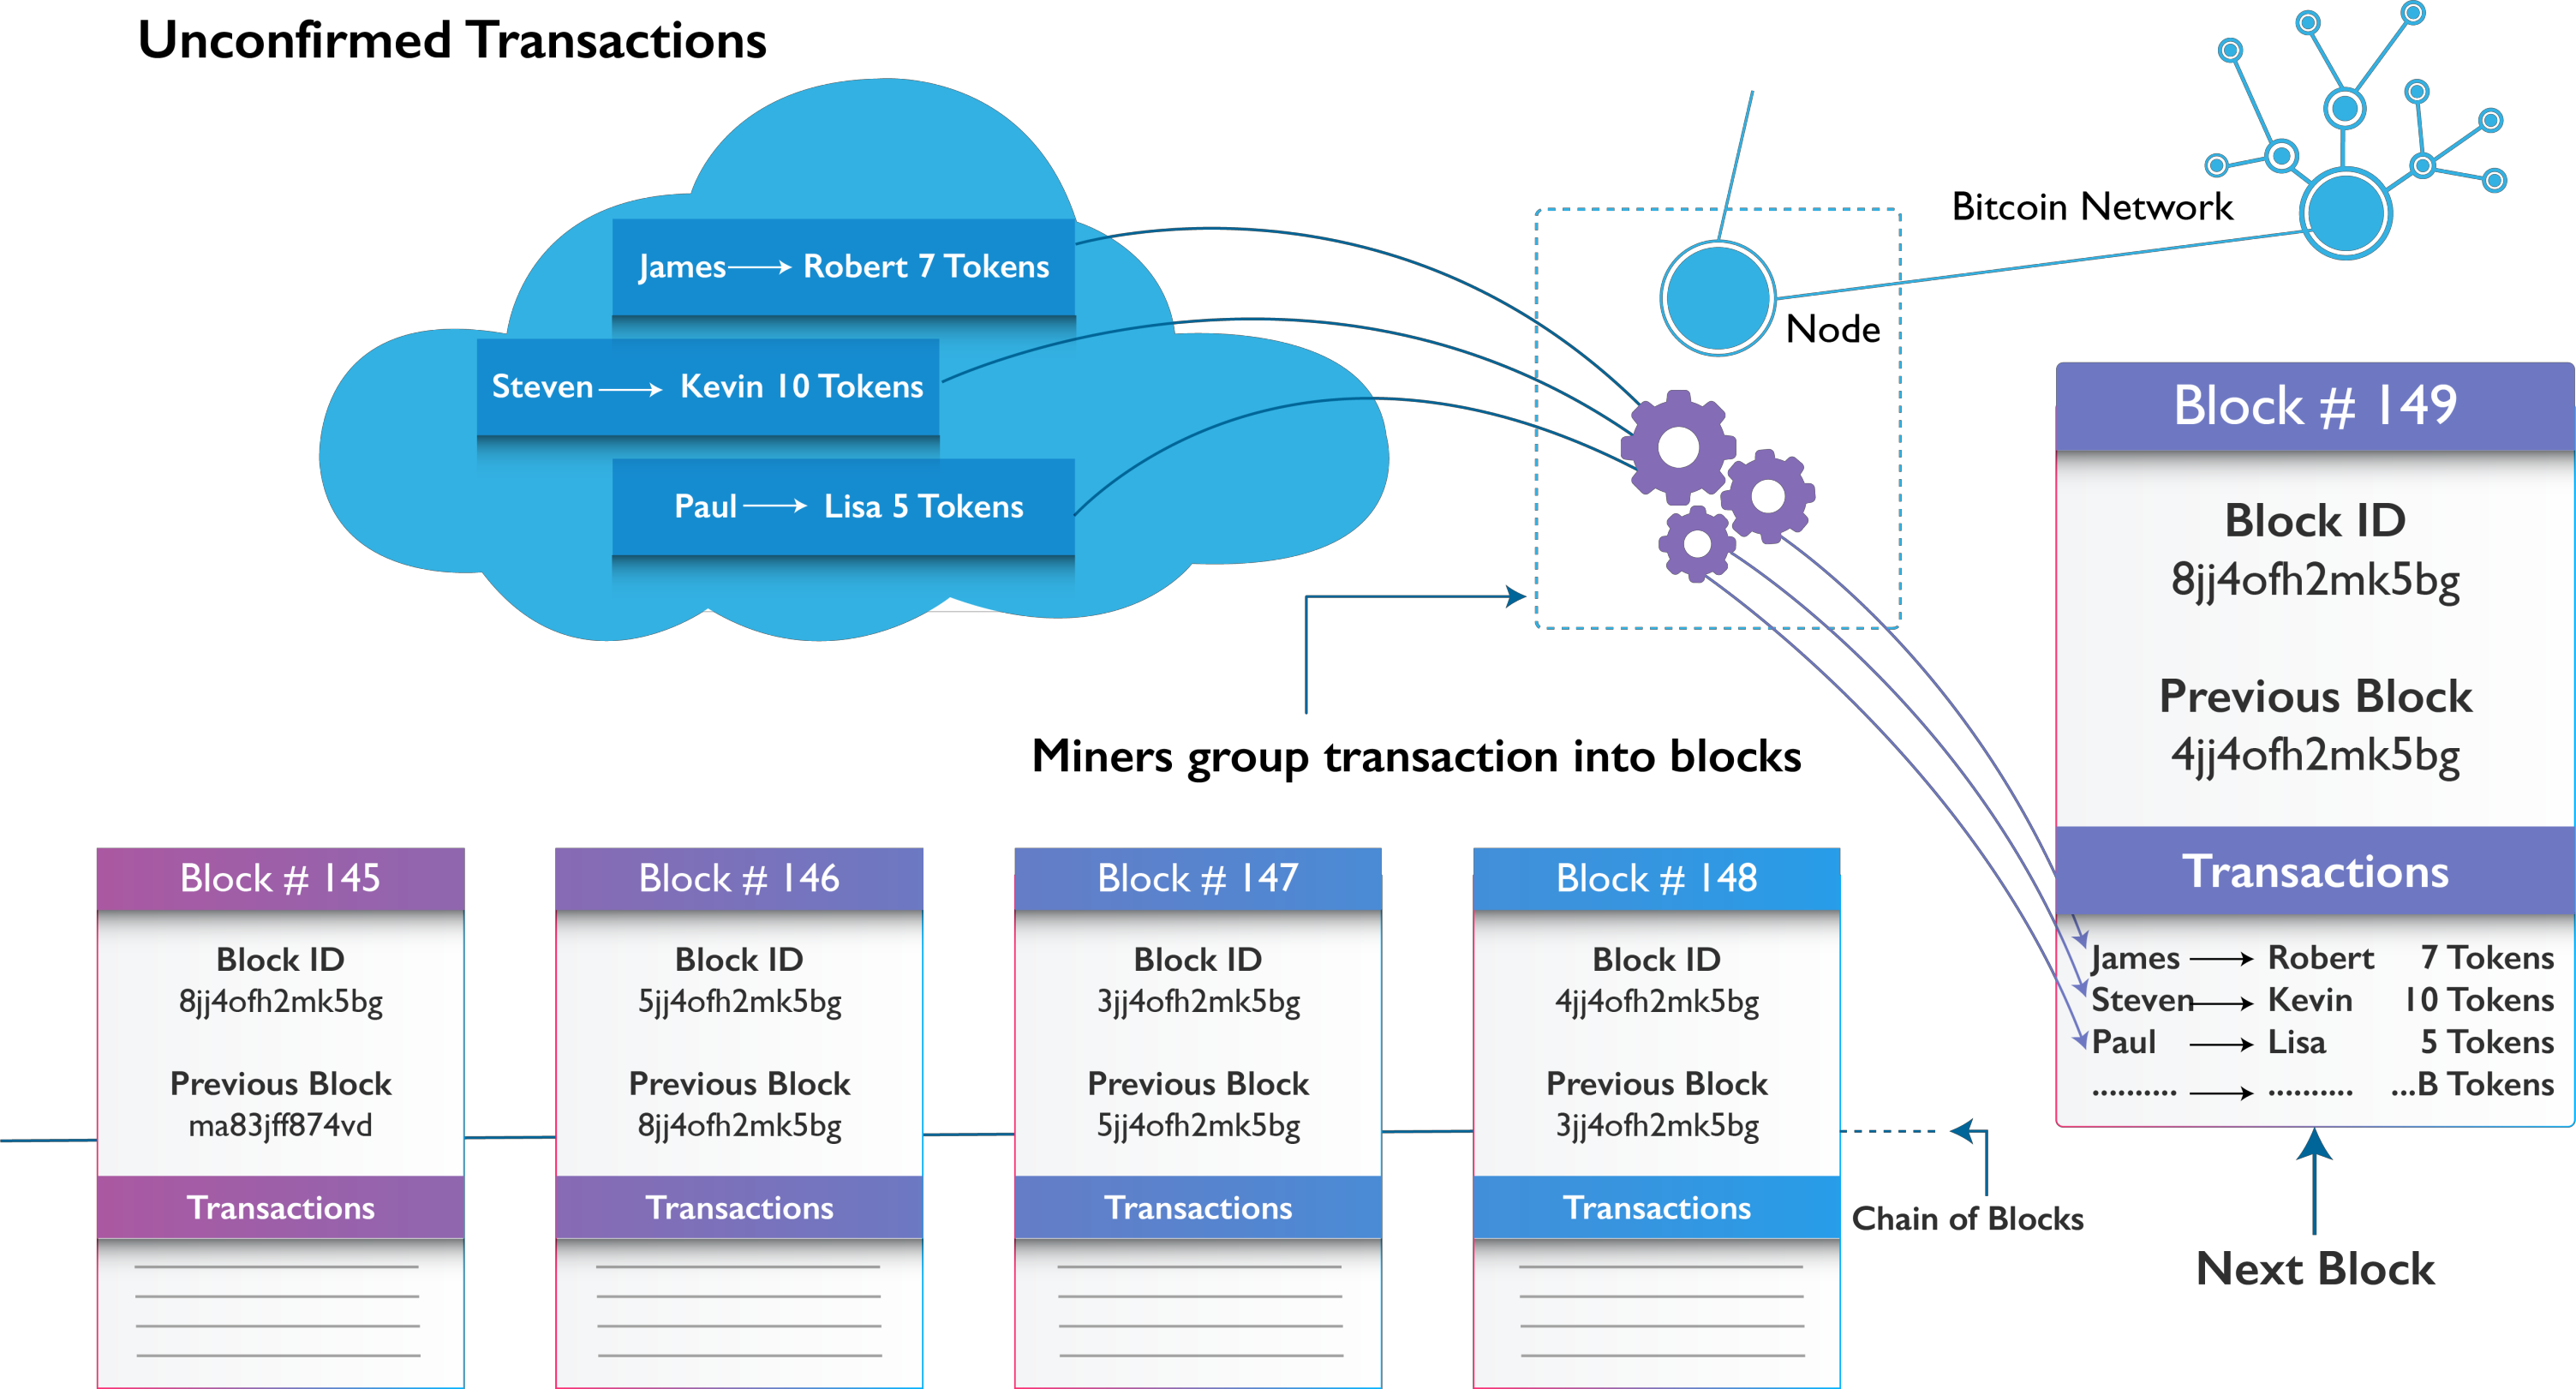 Unconfirmed Transactions
James → Robert 7 Tokens
Steven → Kevin 10 Tokens
Paul → Lisa 5 Tokens
Bitcoin Network
Node
Miners group transaction into blocks
Block # 149
Block ID
8jj4ofh2mk5bg
Previous Block
4jj4ofh2mk5bg
Transactions
James → Robert 7 Tokens
Steven → Kevin 10 Tokens
Paul → Lisa 5 Tokens
.......... → .......... ...B Tokens
Next Block
Block # 145
Block ID
8jj4ofh2mk5bg
Previous Block
ma83jff874vd
Transactions
Block # 146
Block ID
5jj4ofh2mk5bg
Previous Block
8jj4ofh2mk5bg
Transactions
Block # 147
Block ID
3jj4ofh2mk5bg
Previous Block
5jj4ofh2mk5bg
Transactions
Block # 148
Block ID
4jj4ofh2mk5bg
Previous Block
3jj4ofh2mk5bg
Transactions
Chain of Blocks